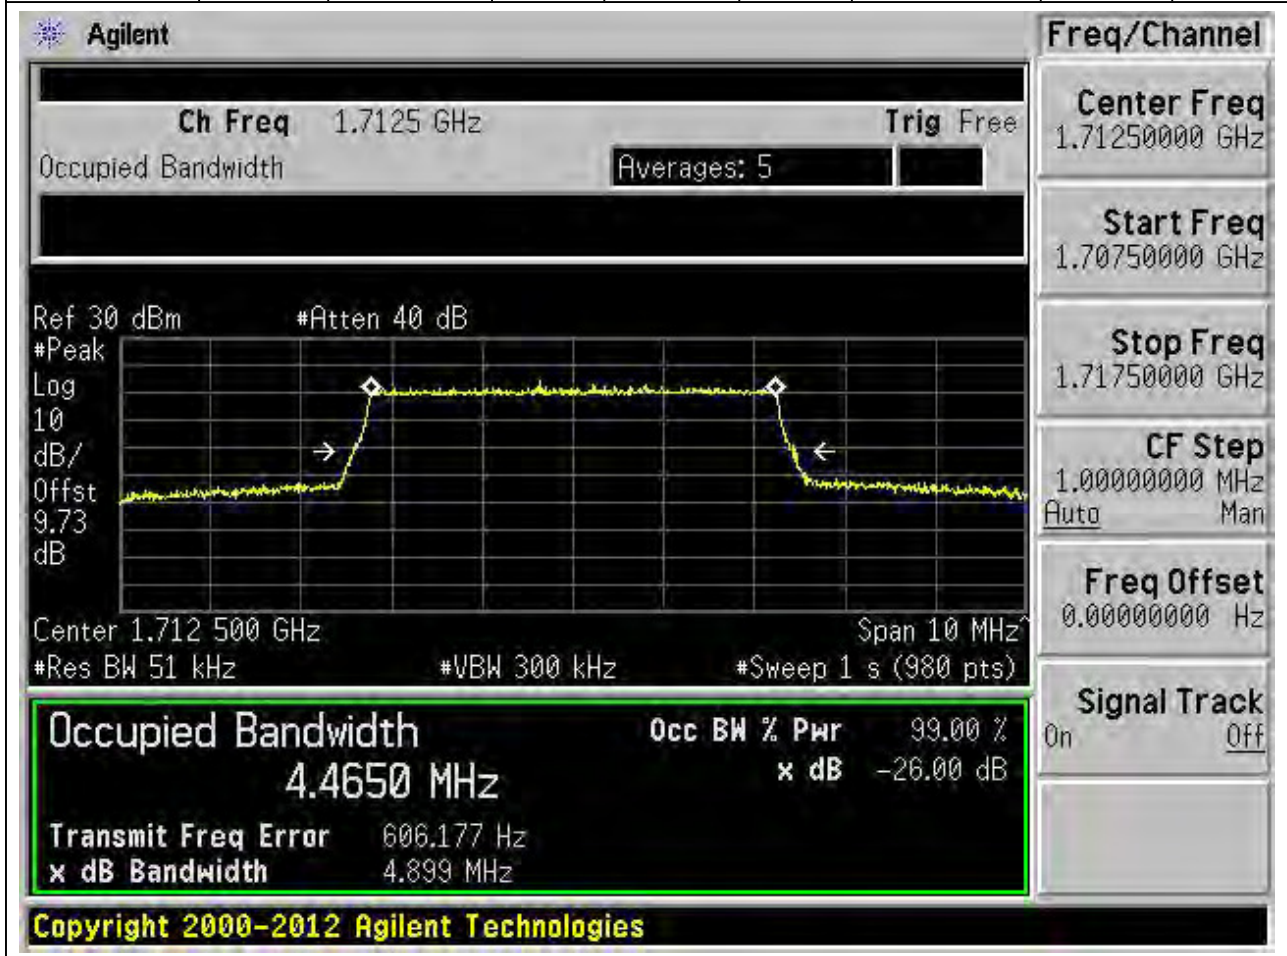 Agilent
Freq/Channel
Ch Freq 1.7125 GHz Trig Free
Occupied Bandwidth Averages: 5
Center Freq
1.71250000 GHz
Start Freq
1.70750000 GHz
Stop Freq
1.71750000 GHz
CF Step
1.00000000 MHz
Auto Man
Freq Offset
0.00000000 Hz
Signal Track
On Off
Ref 30 dBm #Atten 40 dB
#Peak
Log
10
dB/
Offst
9.73
dB
Center 1.712 500 GHz Span 10 MHz^
#Res BW 51 kHz #VBW 300 kHz #Sweep 1 s (980 pts)
Occupied Bandwidth Occ BW % Pwr 99.00 %
4.4650 MHz x dB -26.00 dB
Transmit Freq Error 606.177 Hz
x dB Bandwidth 4.899 MHz
Copyright 2000-2012 Agilent Technologies